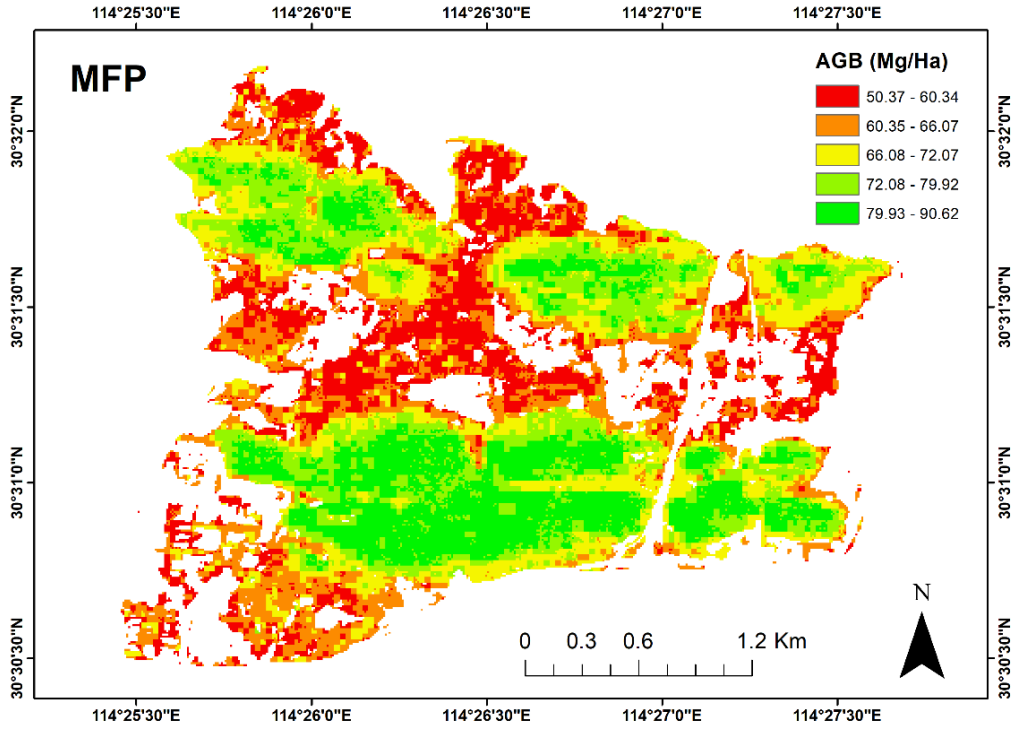 114°25'30"E 114°26'0"E 114°26'30"E 114°27'0"E 114°27'30"E
MFP
AGB (Mg/Ha)
50.37 - 60.34
60.35 - 66.07
66.08 - 72.07
72.08 - 79.92
79.93 - 90.62
30°32'0"N
30°31'30"N
30°31'0"N
30°30'30"N
30°32'0"N
30°31'30"N
30°31'0"N
30°30'30"N
N
0 0.3 0.6 1.2 Km
114°25'30"E 114°26'0"E 114°26'30"E 114°27'0"E 114°27'30"E